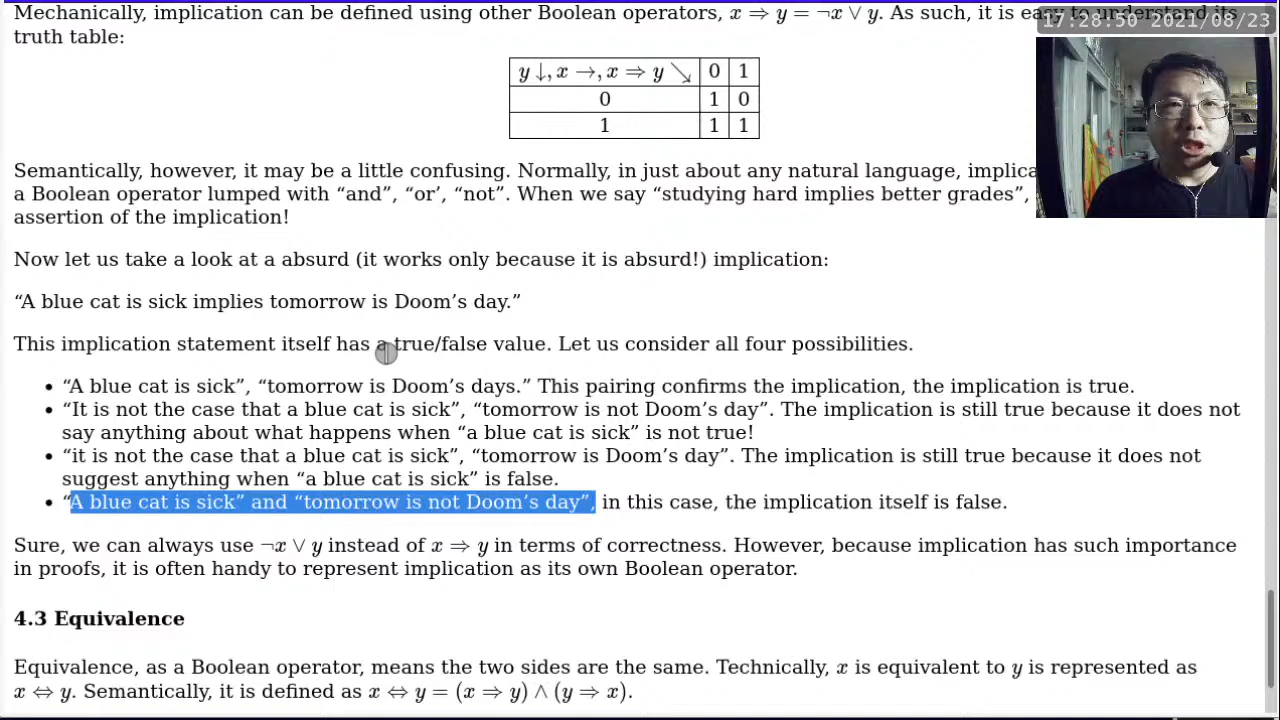 Mechanically, implication can be defined using other Boolean operators, x ⇒ y = ¬x ∨ y. As such, it is easy to understand its
17:28:50 2021/08/23
truth table:
y ↓, x →, x ⇒ y ↘ 0 1
0 1 0
1 1 1
Semantically, however, it may be a little confusing. Normally, in just about any natural language, implica
a Boolean operator lumped with “and”, “or’, “not”. When we say “studying hard implies better grades”,
assertion of the implication!
Now let us take a look at a absurd (it works only because it is absurd!) implication:
“A blue cat is sick implies tomorrow is Doom’s day.”
This implication statement itself has a true/false value. Let us consider all four possibilities.
• “A blue cat is sick”, “tomorrow is Doom’s days.” This pairing confirms the implication, the implication is true.
• “It is not the case that a blue cat is sick”, “tomorrow is not Doom’s day”. The implication is still true because it does not
say anything about what happens when “a blue cat is sick” is not true!
• “it is not the case that a blue cat is sick”, “tomorrow is Doom’s day”. The implication is still true because it does not
suggest anything when “a blue cat is sick” is false.
• “A blue cat is sick” and “tomorrow is not Doom’s day”, in this case, the implication itself is false.
Sure, we can always use ¬x ∨ y instead of x ⇒ y in terms of correctness. However, because implication has such importance
in proofs, it is often handy to represent implication as its own Boolean operator.
4.3 Equivalence
Equivalence, as a Boolean operator, means the two sides are the same. Technically, x is equivalent to y is represented as
x ⇔ y. Semantically, it is defined as x ⇔ y = (x ⇒ y) ∧ (y ⇒ x).